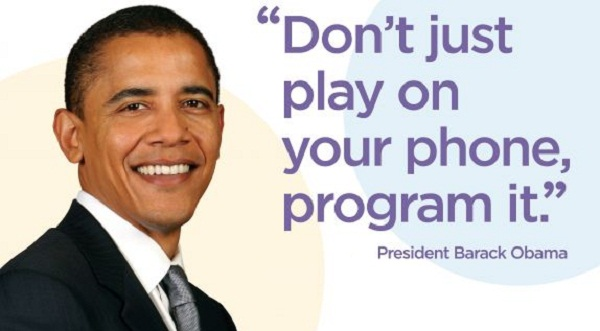 “Don’t just
play on
your phone,
program it.”
President Barack Obama